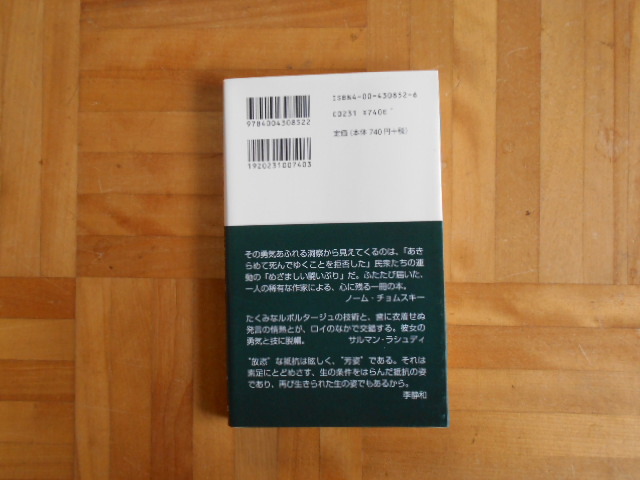 ISBN4-00-430852-6
C0231 ¥740E
定価(本体 740円+税)
9784004308522
1920231007403
その勇気あふれる洞察から見えてくるのは、「あき
らめて死んでゆくことを拒否した」民衆たちの運
動の「めざましい闘いぶり」だ。ふたたび届いた、
一人の稀有な作家による、心に残る一冊の本。
ノーム・チョムスキー
たくみなルポルタージュの技術と、歯に衣着せぬ
発言の情熱とが、ロイのなかで交錯する。彼女の
勇気と技に脱帽。
サルマン・ラシュディ
"放恣"な抵抗は眩しく、"芳姿"である。それは
素足にとどめさす、生の条件をはらんだ抵抗の姿
であり、再び生きられた生の姿でもあるから。
李静和